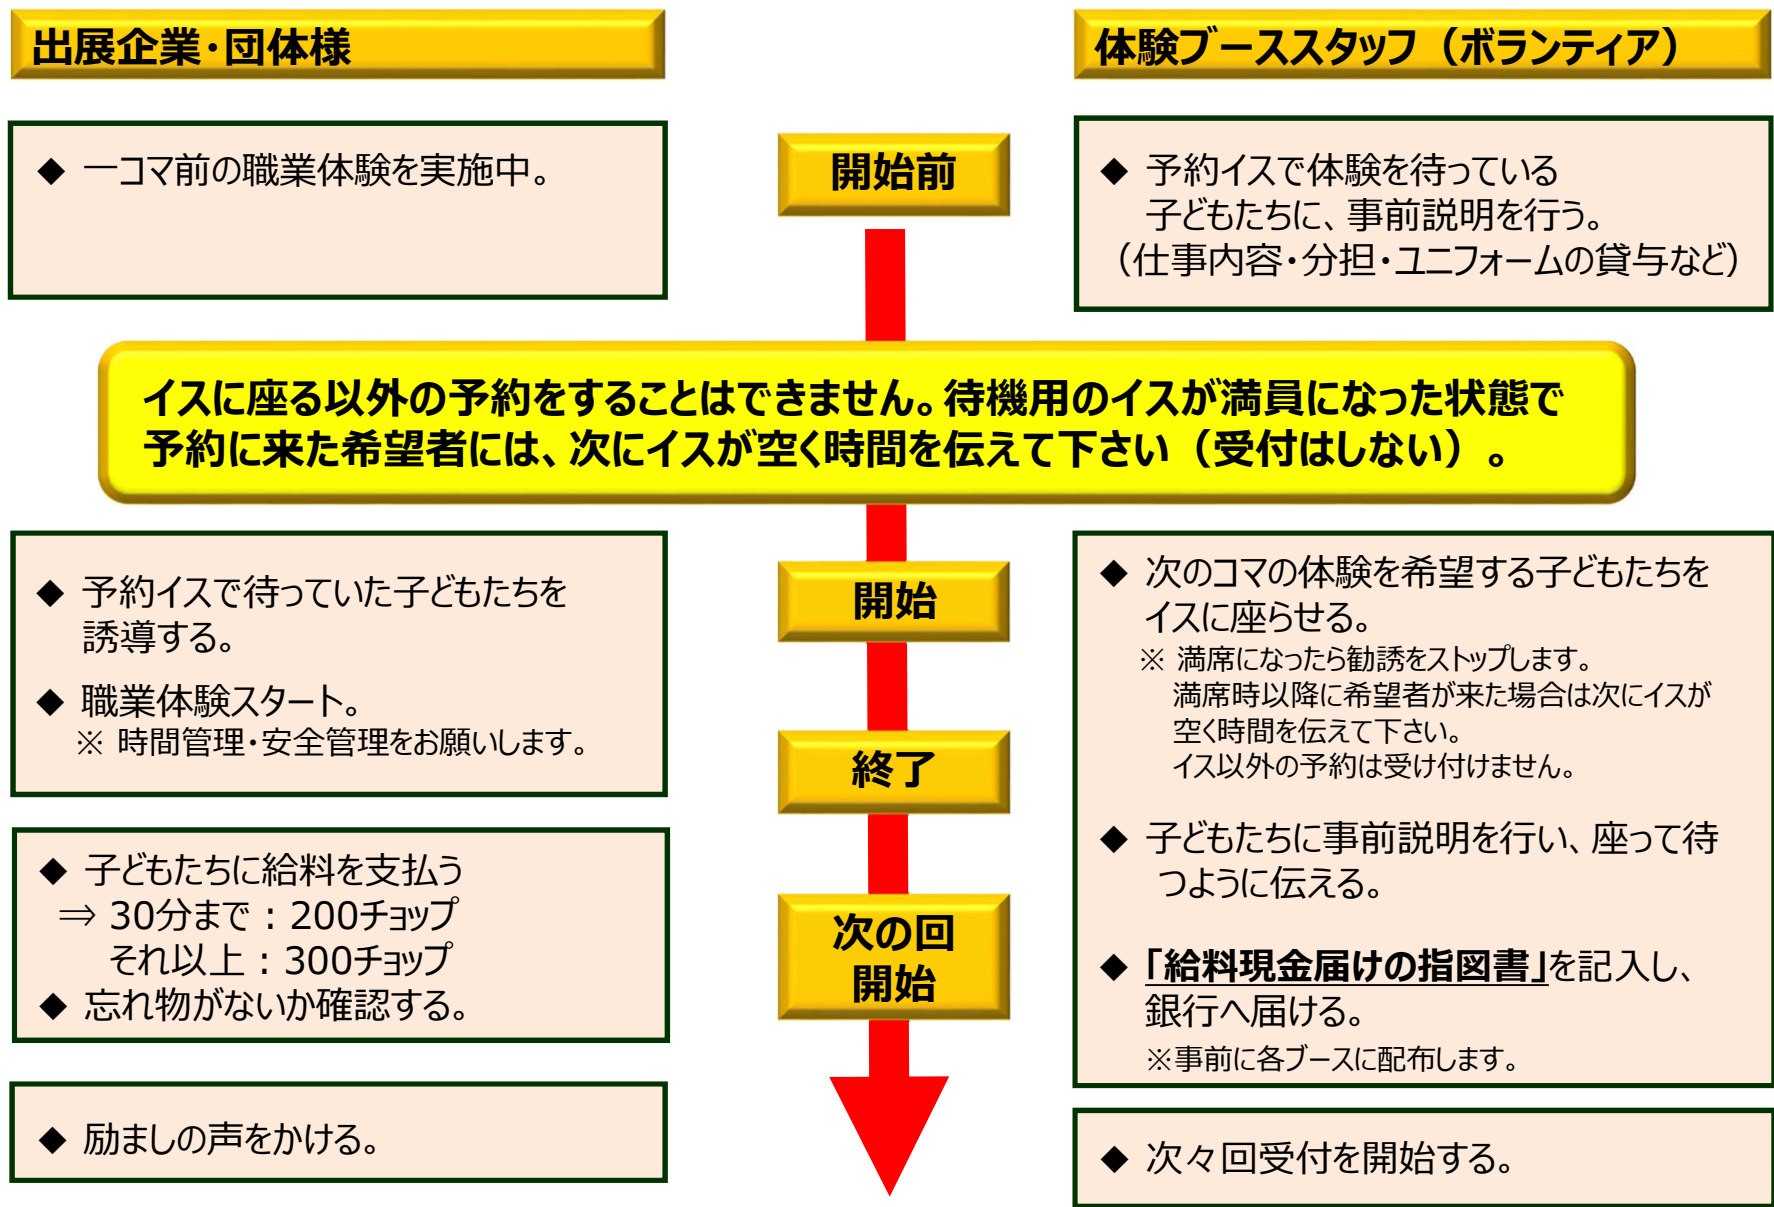 出展企業・団体様
体験ブーススタッフ（ボランティア）
◆ 一コマ前の職業体験を実施中。
開始前
◆ 予約イスで体験を待っている
子どもたちに、事前説明を行う。
（仕事内容・分担・ユニフォームの貸与など）
イスに座る以外の予約をすることはできません。待機用のイスが満員になった状態で
予約に来た希望者には、次にイスが空く時間を伝えて下さい（受付はしない）。
◆ 予約イスで待っていた子どもたちを
誘導する。
◆ 職業体験スタート。
※ 時間管理・安全管理をお願いします。
開始
終了
◆ 子どもたちに給料を支払う
⇒ 30分まで：200チョップ
それ以上：300チョップ
◆ 忘れ物がないか確認する。
次の回
開始
◆ 励ましの声をかける。
◆ 次のコマの体験を希望する子どもたちを
イスに座らせる。
※ 満席になったら勧誘をストップします。
満席時以降に希望者が来た場合は次にイスが
空く時間を伝えて下さい。
イス以外の予約は受け付けません。
◆ 子どもたちに事前説明を行い、座って待
つように伝える。
◆ 「給料現金届けの指図書」を記入し、
銀行へ届ける。
※事前に各ブースに配布します。
◆ 次々回受付を開始する。